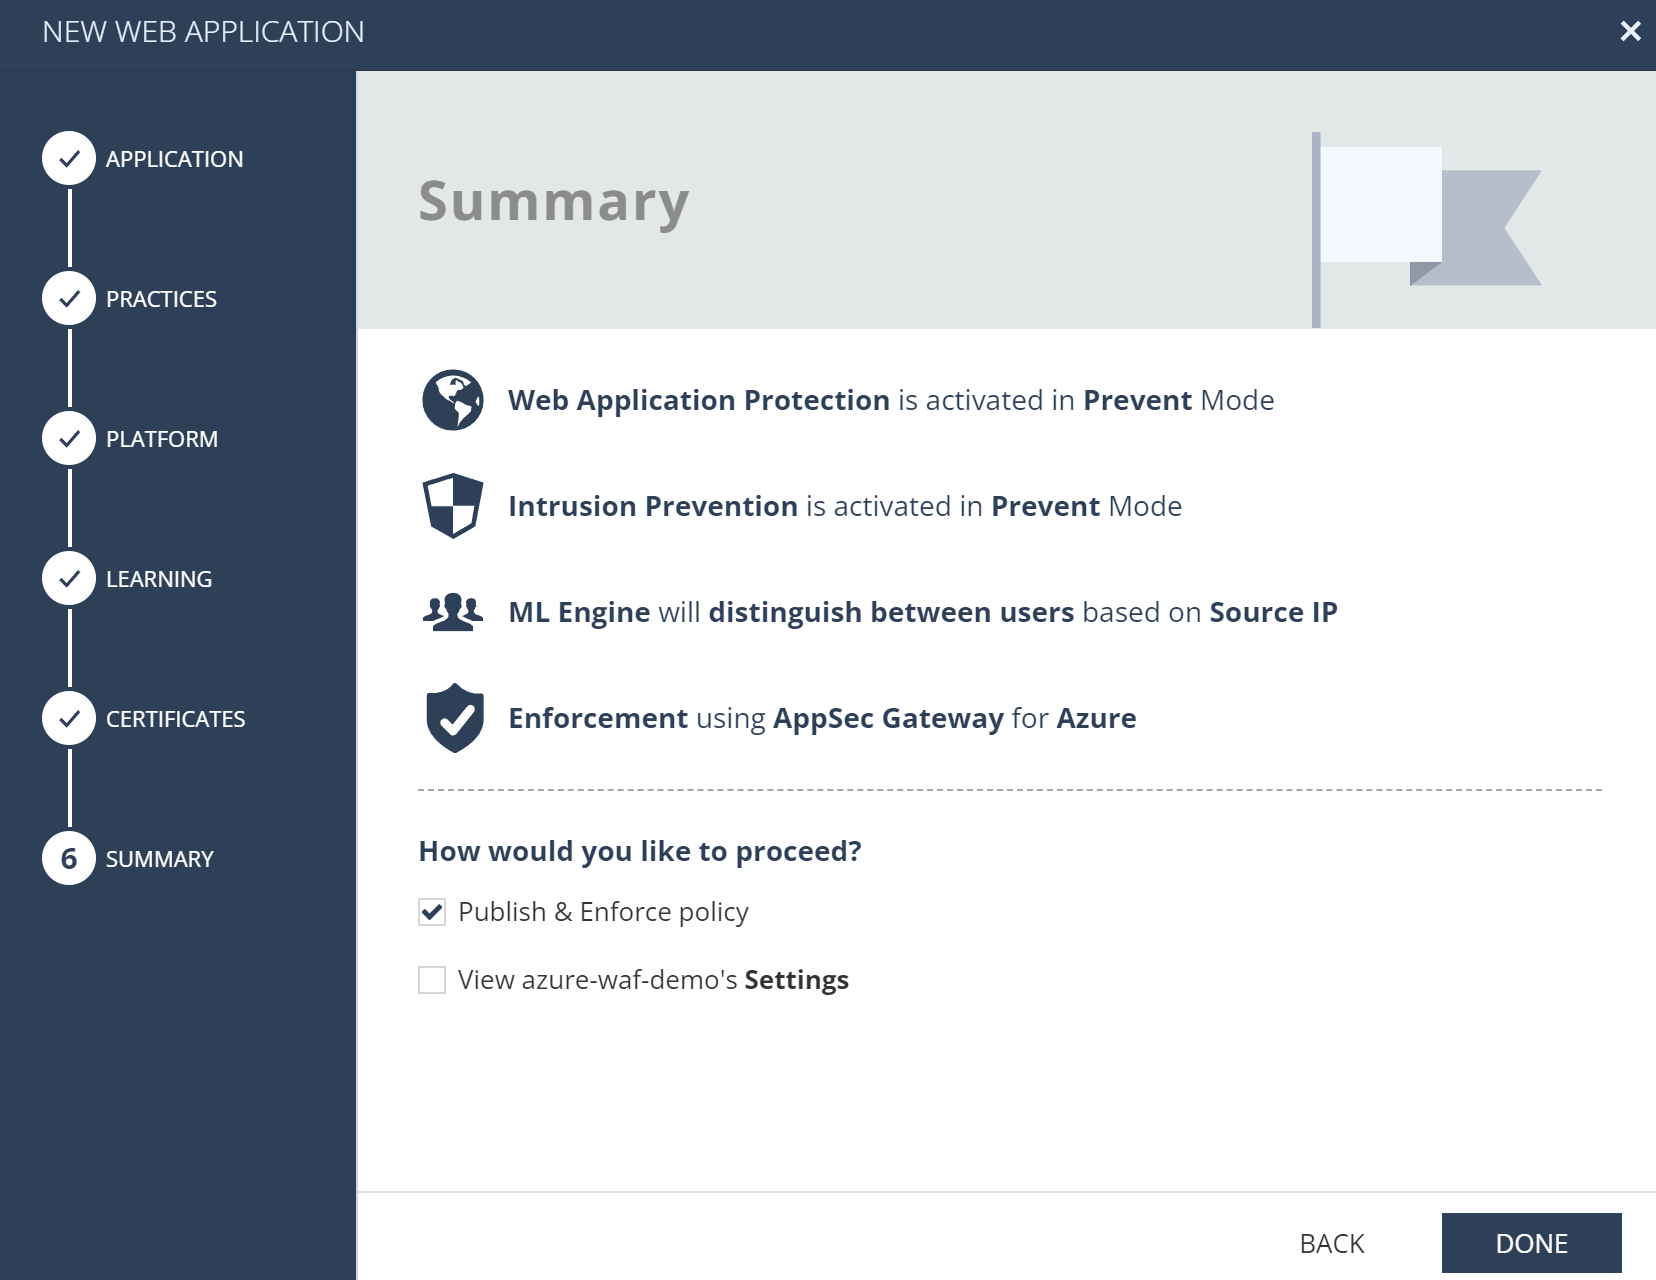 NEW WEB APPLICATION
APPLICATION
PRACTICES
PLATFORM
LEARNING
CERTIFICATES
6 SUMMARY
Summary
Web Application Protection is activated in Prevent Mode
Intrusion Prevention is activated in Prevent Mode
ML Engine will distinguish between users based on Source IP
Enforcement using AppSec Gateway for Azure
How would you like to proceed?
Publish & Enforce policy
View azure-waf-demo's Settings
BACK
DONE